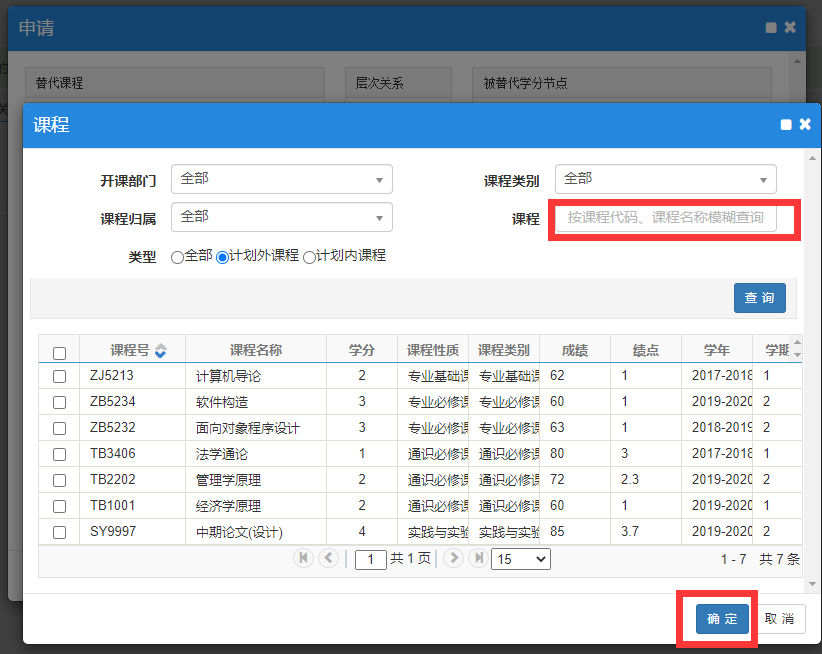 申请
替代课程 层次关系 被替代学分节点
课程
开课部门 全部 课程类别 全部
课程归属 全部 课程 按课程代码、课程名称模糊查询
类型 全部 计划外课程 计划内课程
查 询
课程号 课程名称 学分 课程性质 课程类别 成绩 绩点 学年 学期
ZJ5213 计算机导论 2 专业基础课 专业基础课 62 1 2017-2018 1
ZB5234 软件构造 3 专业必修课 专业必修课 60 1 2019-2020 2
ZB5232 面向对象程序设计 3 专业必修课 专业必修课 63 1 2018-2019 2
TB3406 法学通论 1 通识必修课 通识必修课 80 3 2017-2018 1
TB2202 管理学原理 2 通识必修课 通识必修课 72 2.3 2019-2020 2
TB1001 经济学原理 2 通识必修课 通识必修课 60 1 2019-2020 1
SY9997 中期论文(设计) 4 实践与实验 实践与实验 85 3.7 2019-2020 2
1 共 1 页 15 1 - 7 共 7 条
确 定 取 消